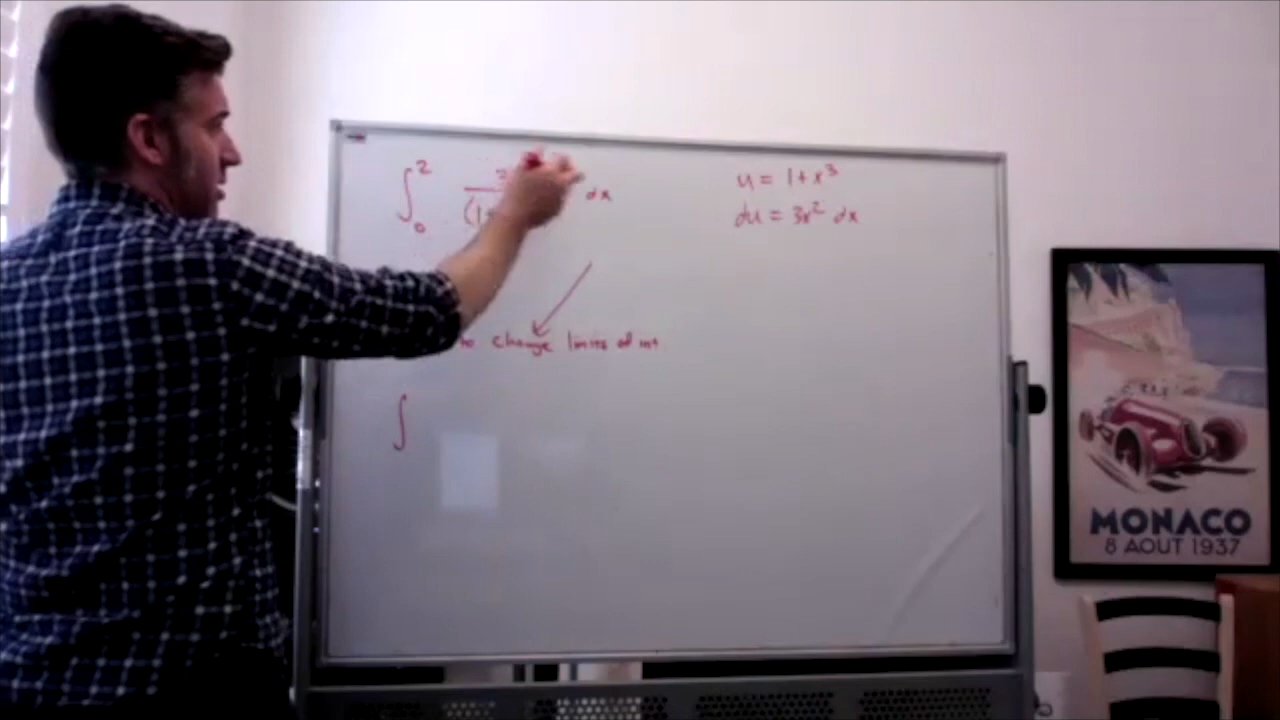 ∫₀² 3 / (1+ dx
u = 1+x³
du = 3x² dx
to change limits of int
∫
MONACO
8 AOUT 1937